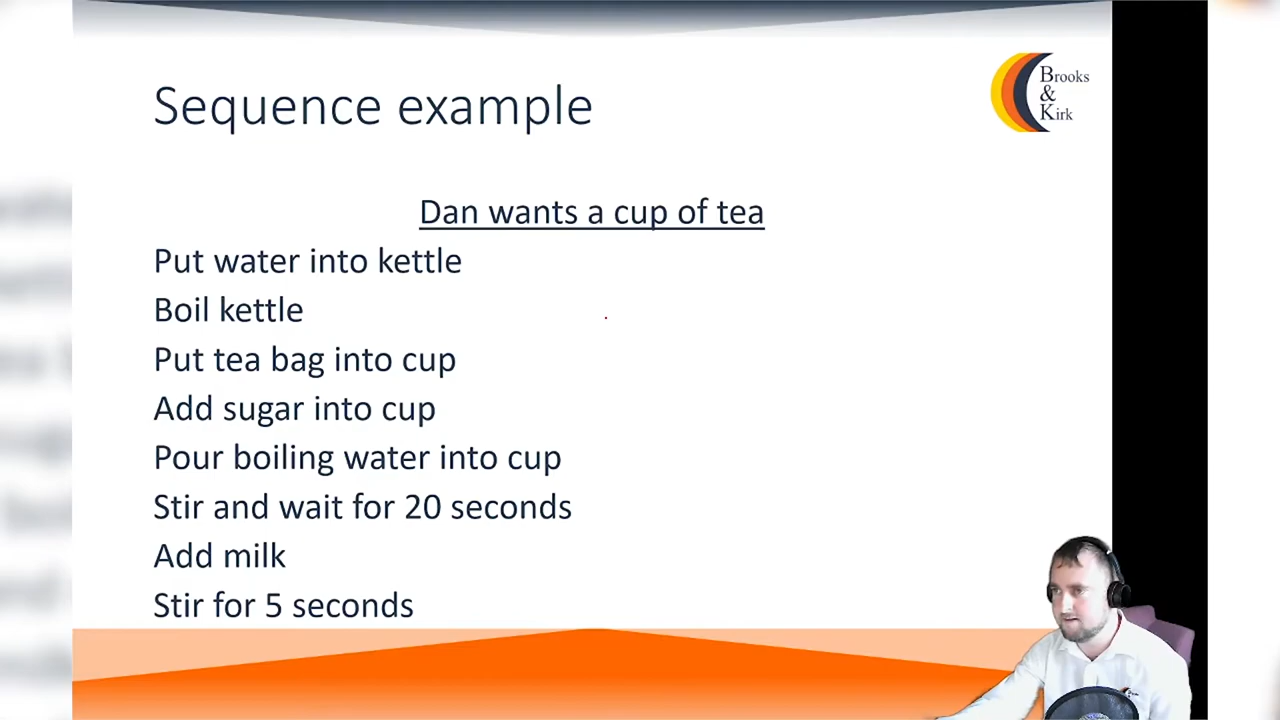 Sequence example
Brooks
&
Kirk
Dan wants a cup of tea
Put water into kettle
Boil kettle
Put tea bag into cup
Add sugar into cup
Pour boiling water into cup
Stir and wait for 20 seconds
Add milk
Stir for 5 seconds